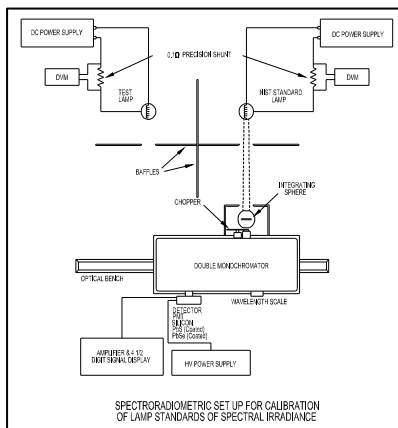 DC POWER SUPPLY
DC POWER SUPPLY
0.1Ω PRECISION SHUNT
DVM
DVM
TEST
LAMP
NIST STANDARD
LAMP
BAFFLES
INTEGRATING
SPHERE
CHOPPER
DOUBLE MONOCHROMATOR
OPTICAL BENCH
WAVELENGTH SCALE
DETECTOR
PMT
SILICON
PbS (Coated)
PbSe (Coated)
AMPLIFIER & 4 1/2
DIGIT SIGNAL DISPLAY
HV POWER SUPPLY
SPECTRORADIOMETRIC SET UP FOR CALIBRATION
OF LAMP STANDARDS OF SPECTRAL IRRADIANCE